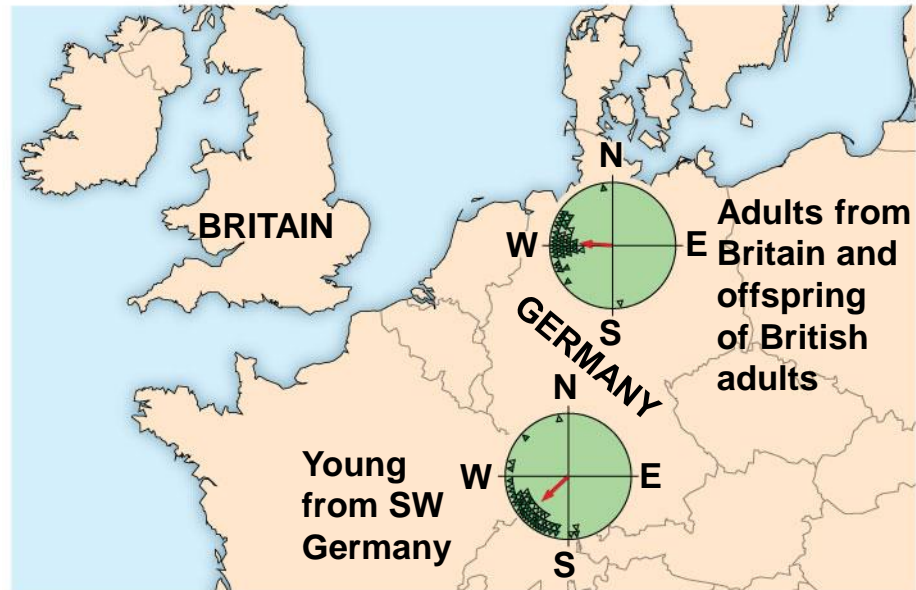 BRITAIN
N
W
E
S
Adults from
Britain and
offspring
of British
adults
GERMANY
N
W
E
S
Young
from SW
Germany